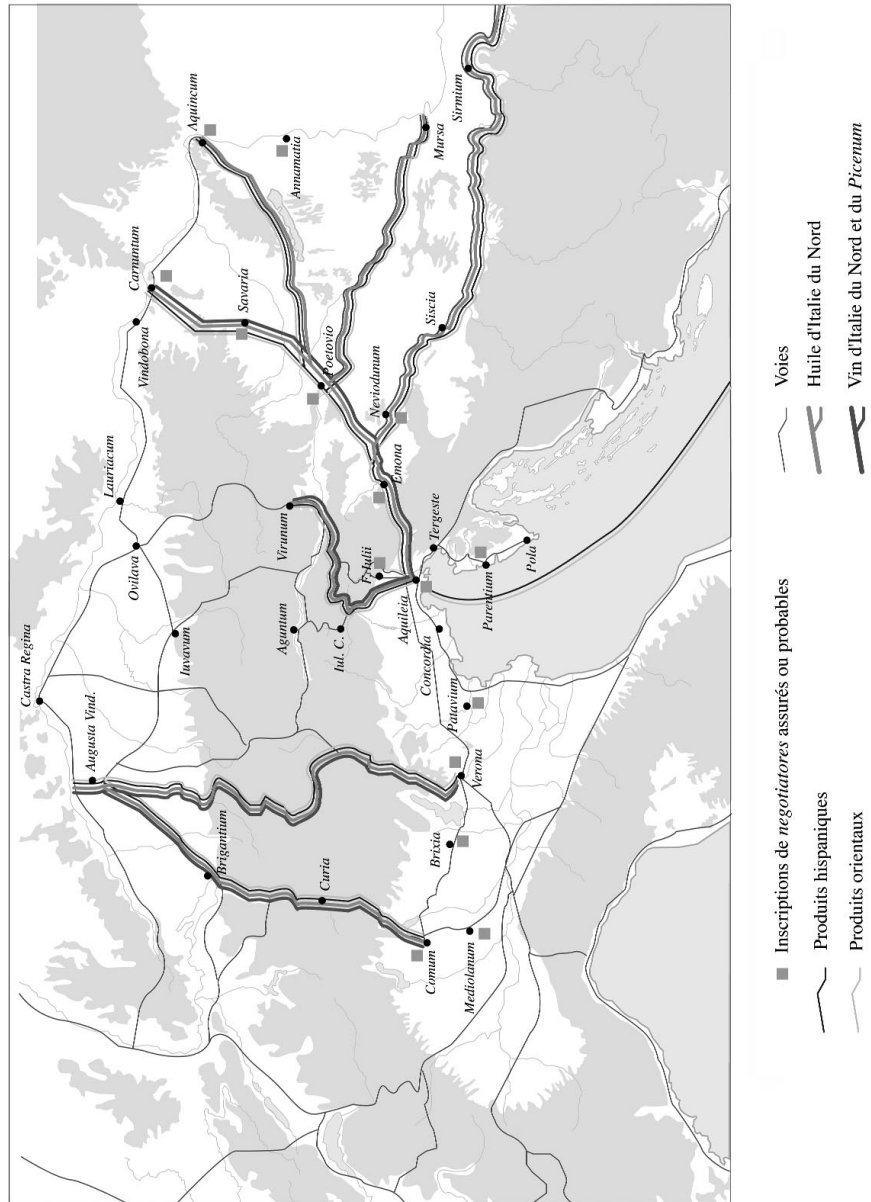 Castra Regina
Augusta Vind.
Brigantium
Curia
Comum
Mediolanum
Brixia
Verona
Patavium
Concordia
Aquileia
Iul. C.
Aguntum
F. Iulii
Virunum
Iuvavum
Ovilava
Lauriacum
Vindobona
Carnuntum
Savaria
Poetovio
Emona
Neviodunum
Siscia
Tergeste
Parentium
Pola
Aquincum
Annamatia
Mursa
Sirmium
Inscriptions de negotiatores assurés ou probables
Produits hispaniques
Produits orientaux
Voies
Huile d'Italie du Nord
Vin d'Italie du Nord et du Picenum